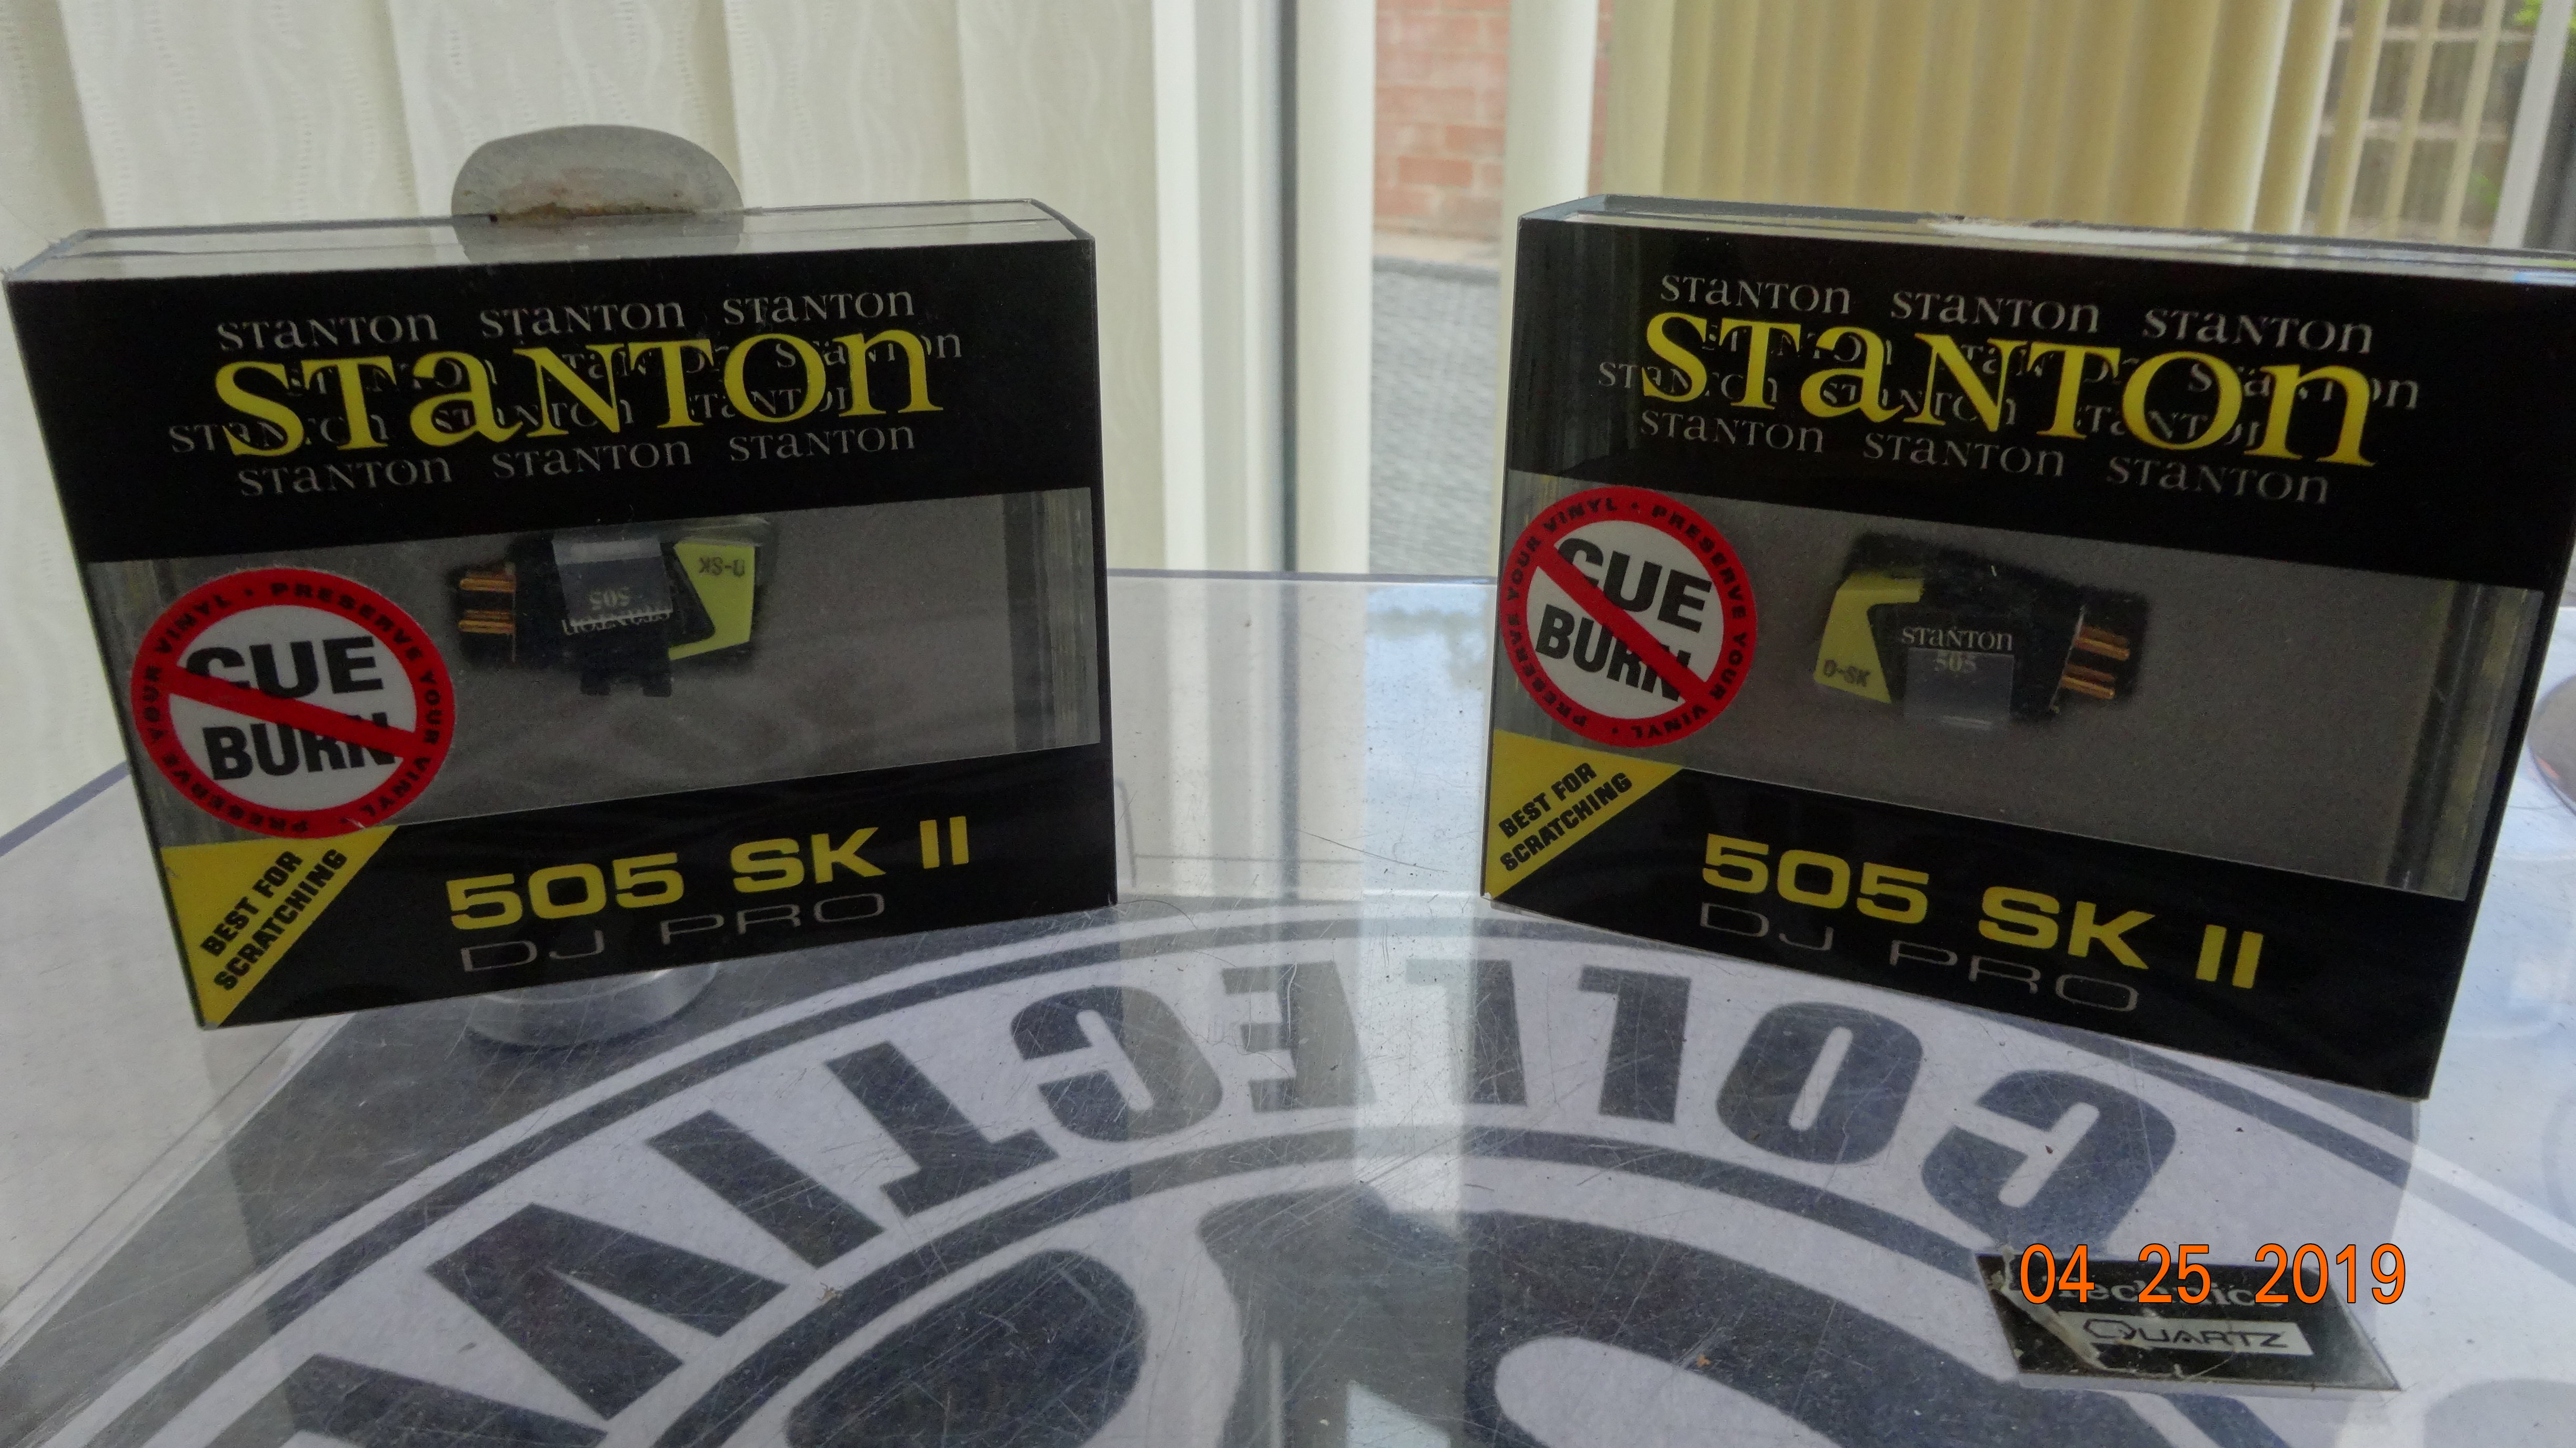 STaNTOn STaNTOn STaNTOn
STaNTOn
STaNTOn STaNTOn STaNTOn
PRESERVE YOUR VINYL • PRESERVE YOUR VINYL •
CUE
BURN
D-SK
STaNTOn
505
BEST FOR
SCRATCHING
505 SK II
DJ PRO
STaNTOn STaNTOn STaNTOn
STaNTOn
STaNTOn STaNTOn STaNTOn
PRESERVE YOUR VINYL • PRESERVE YOUR VINYL •
CUE
BURN
STaNTOn
505
D-SK
BEST FOR
SCRATCHING
505 SK II
DJ PRO
COLLECTIV
04 25 2019
Technics
QUARTZ